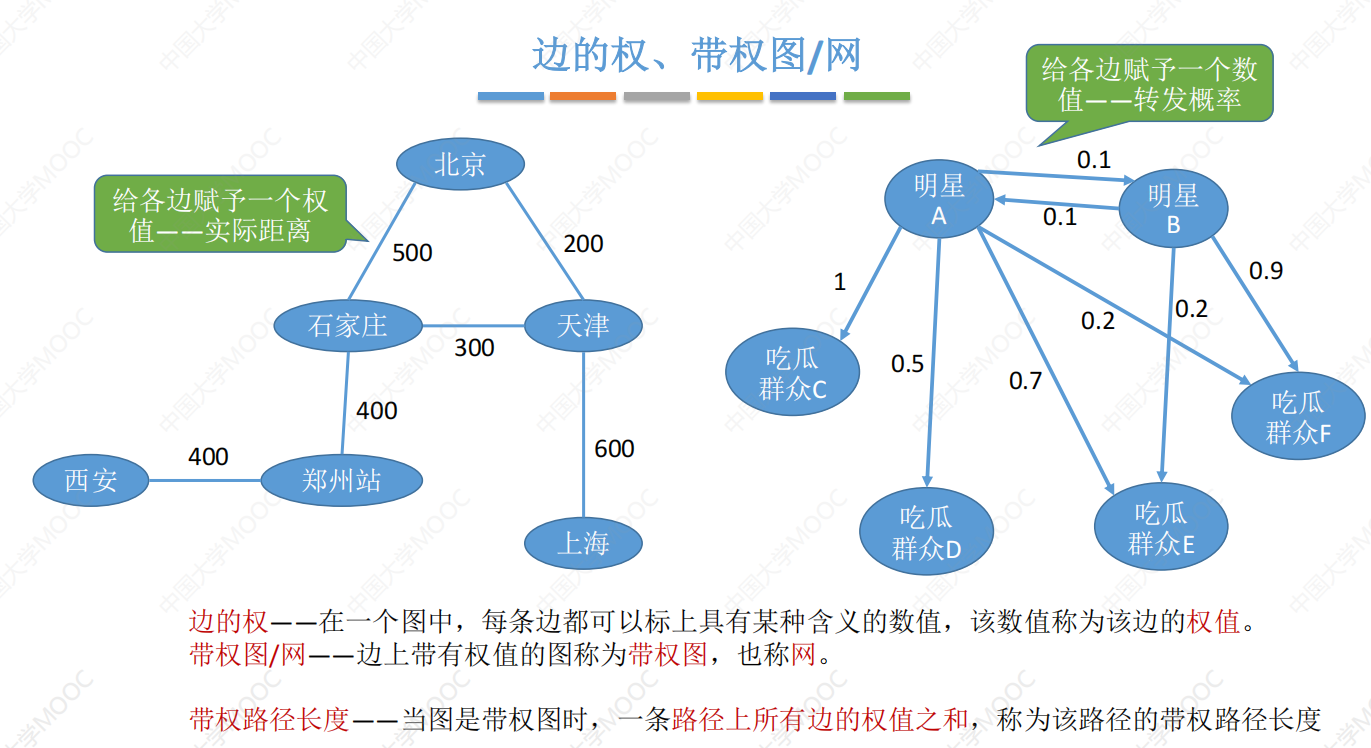 边的权、带权图/网
给各边赋予一个数
值——转发概率
给各边赋予一个权
值——实际距离
北京
500
200
石家庄
天津
300
400
西安
400
郑州站
600
上海
明星
A
0.1
0.1
明星
B
1
0.5
0.7
0.2
0.2
0.9
吃瓜
群众C
吃瓜
群众D
吃瓜
群众E
吃瓜
群众F
边的权——在一个图中，每条边都可以标上具有某种含义的数值，该数值称为该边的权值。
带权图/网——边上带有权值的图称为带权图，也称网。
带权路径长度——当图是带权图时，一条路径上所有边的权值之和，称为该路径的带权路径长度
中国大学MOOC